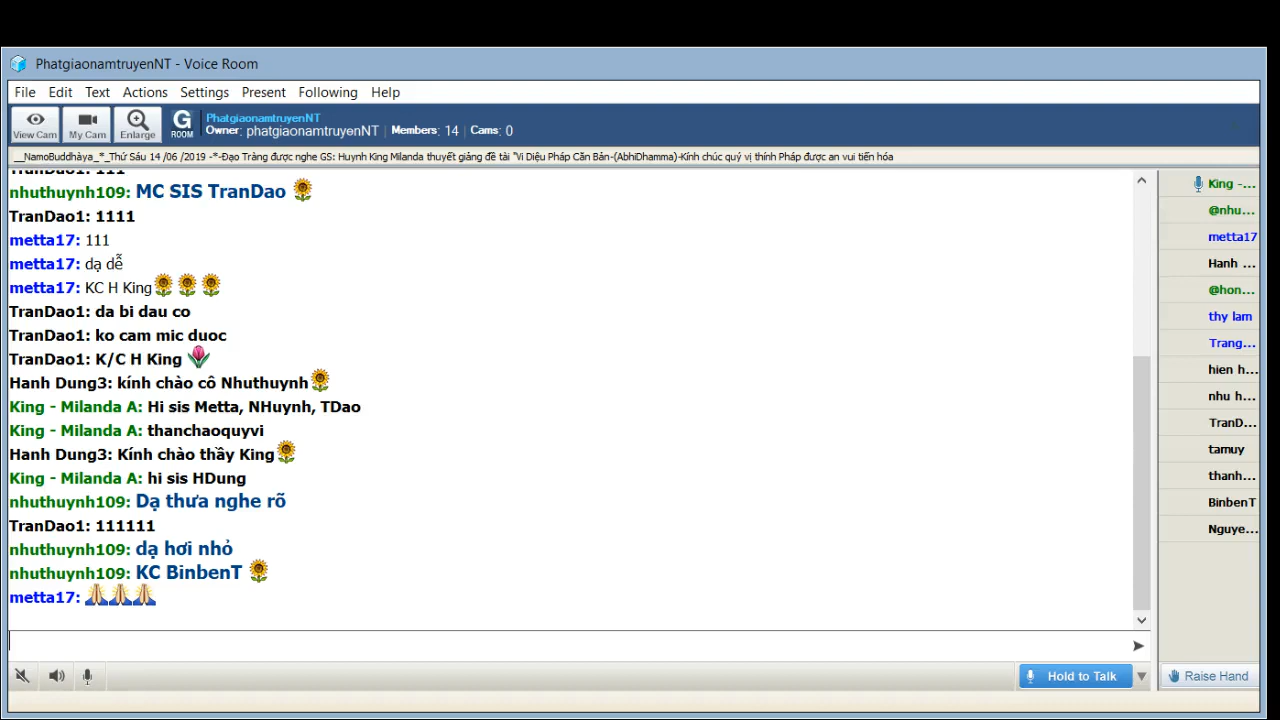 PhatgiaonamtruyenNT - Voice Room
File Edit Text Actions Settings Present Following Help
View Cam My Cam Enlarge G ROOM
PhatgiaonamtruyenNT
Owner: phatgiaonamtruyenNT | Members: 14 | Cams: 0
__NamoBuddhàya_*_Thứ Sáu 14 /06 /2019 -*-Đạo Tràng được nghe GS: Huynh King Milanda thuyết giảng đề tài "Vi Diệu Pháp Căn Bản-(AbhiDhamma)-Kính chúc quý vị thính Pháp được an vui tiến hóa
TranDao1: 111
nhuthuynh109: MC SIS TranDao
TranDao1: 1111
metta17: 111
metta17: dạ dễ
metta17: KC H King
TranDao1: da bi dau co
TranDao1: ko cam mic duoc
TranDao1: K/C H King
Hanh Dung3: kính chào cô Nhuthuynh
King - Milanda A: Hi sis Metta, NHuynh, TDao
King - Milanda A: thanchaoquyvi
Hanh Dung3: Kính chào thầy King
King - Milanda A: hi sis HDung
nhuthuynh109: Dạ thưa nghe rõ
TranDao1: 111111
nhuthuynh109: dạ hơi nhỏ
nhuthuynh109: KC BinbenT
metta17:
King -...
@nhu...
metta17
Hanh ...
@hon...
thy lam
Trang...
hien h...
nhu h...
TranD...
tamuy
thanh...
BinbenT
Nguye...
Hold to Talk
Raise Hand